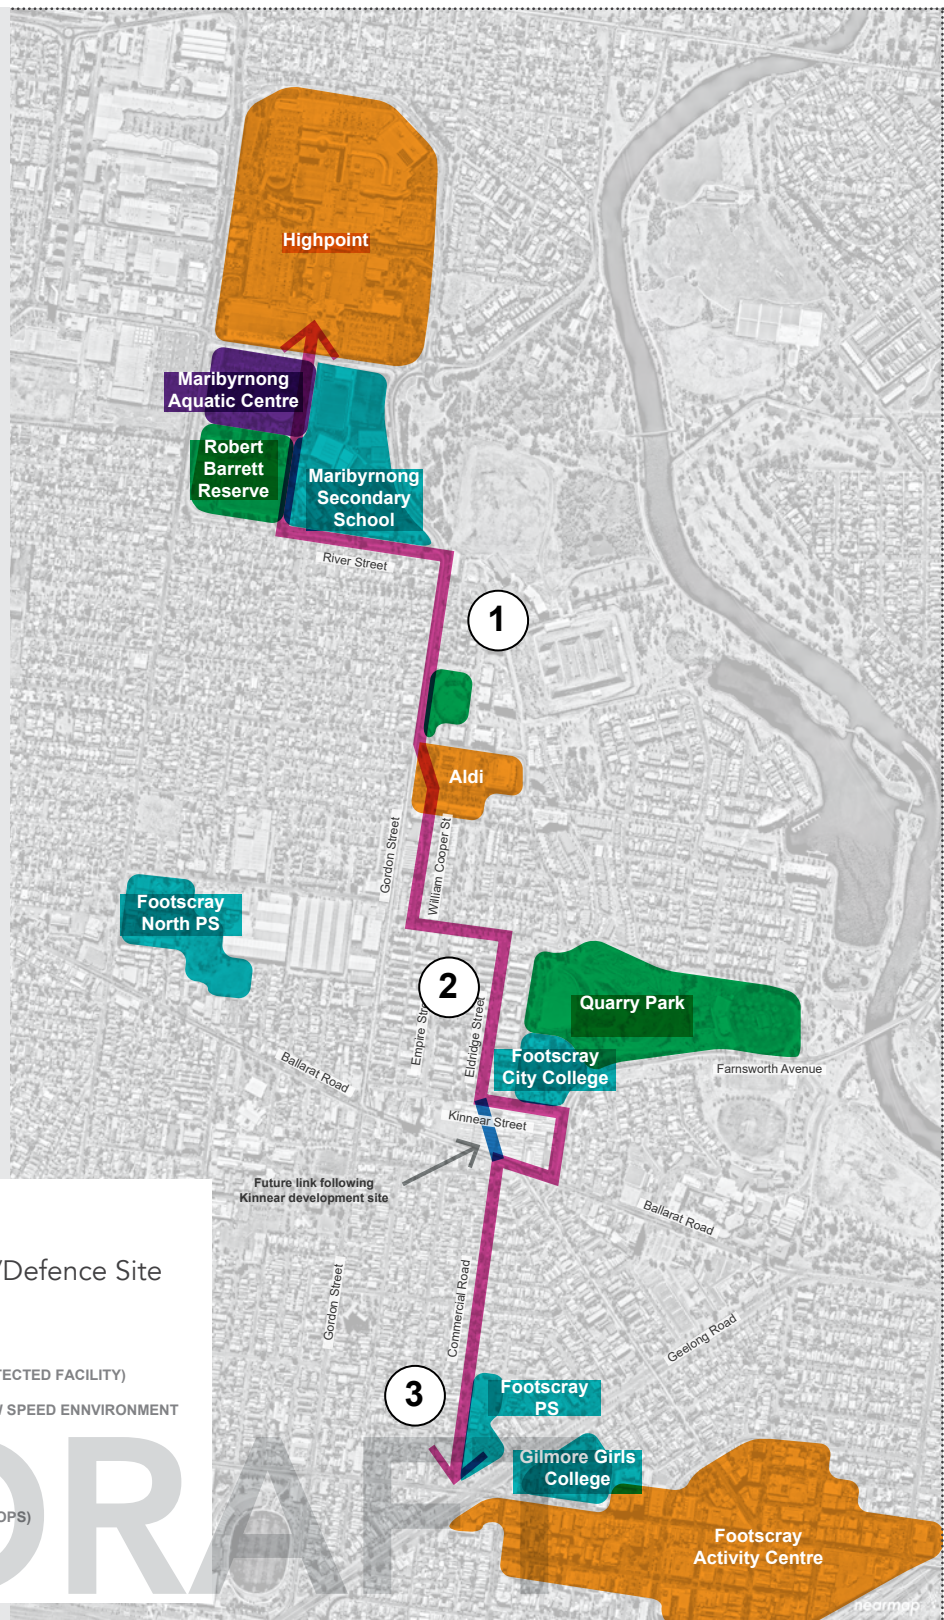 Highpoint
Maribyrnong
Aquatic Centre
Robert
Barrett
Reserve
Maribyrnong
Secondary
School
River Street
1
Aldi
Gordon Street
William Cooper St
Footscray
North PS
2
Quarry Park
Empire Stre
Eldridge Street
Footscray
City College
Farnsworth Avenue
Ballarat Road
Kinnear Street
Future link following
Kinnear development site
Ballarat Road
/Defence Site
Gordon Street
Commercial Road
Geelong Road
TECTED FACILITY)
W SPEED ENNVIRONMENT
3
Footscray
PS
Gilmore Girls
College
DRAFT
OPS)
Footscray
Activity Centre
nearmap